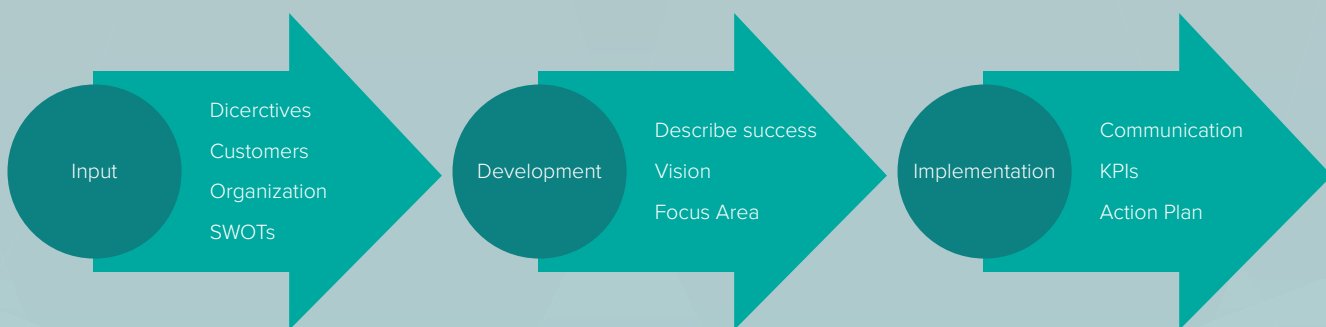 Input
Dicerctives
Customers
Organization
SWOTs
Development
Describe success
Vision
Focus Area
Implementation
Communication
KPIs
Action Plan